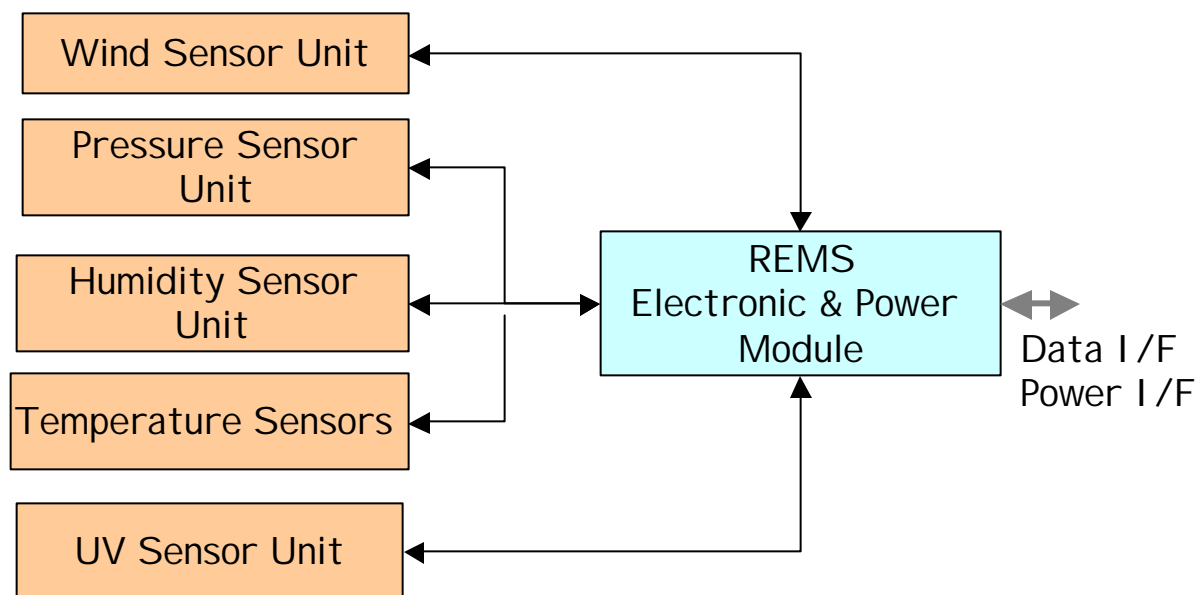 Wind Sensor Unit
Pressure Sensor
Unit
Humidity Sensor
Unit
Temperature Sensors
UV Sensor Unit
REMS
Electronic & Power
Module
Data I/F
Power I/F